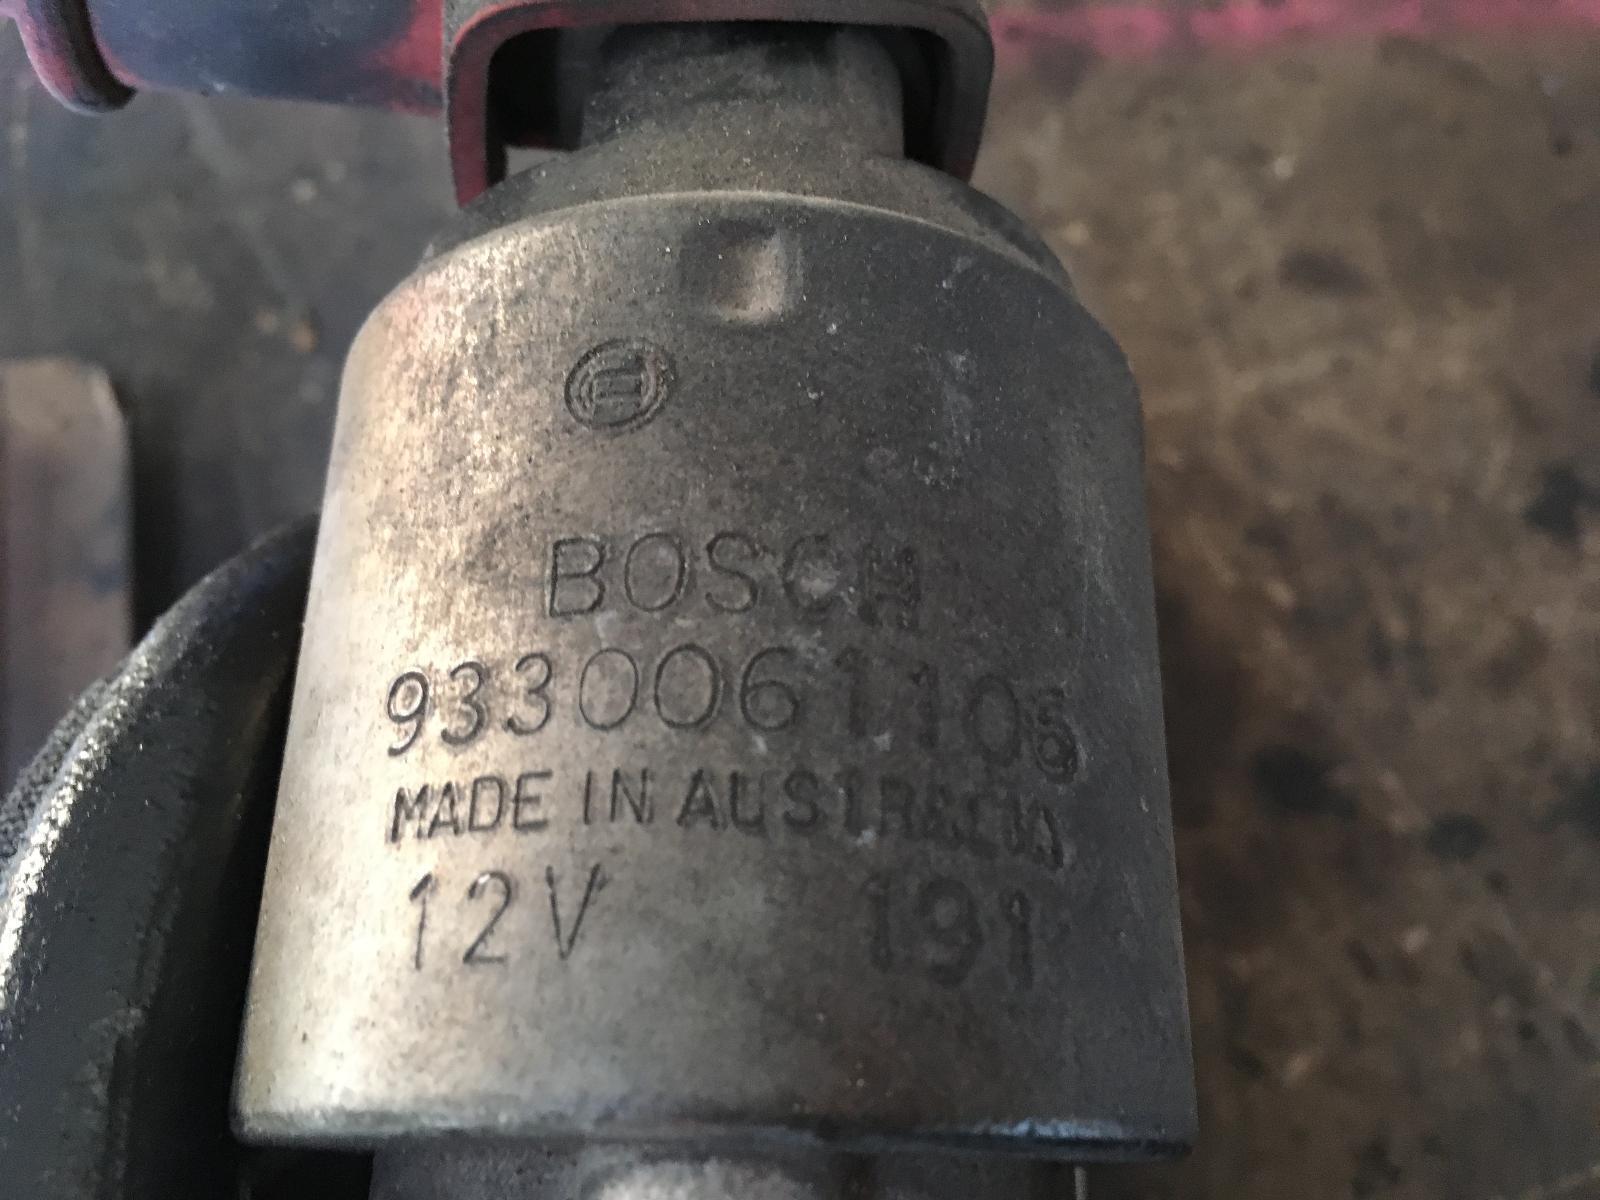 BOSCH
9330061106
MADE IN AUSTRALIA
12V 191